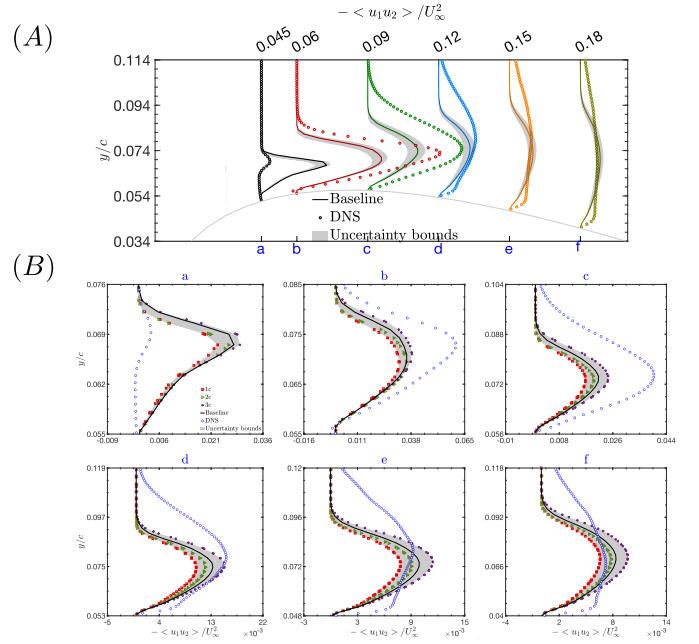 − < u₁u₂ > /U²∞
(A)
0.045 0.06 0.09 0.12 0.15 0.18
0.114
0.094
0.074
0.054
0.034
y/c
Baseline
DNS
Uncertainty bounds
a b c d e f
(B)
a b c
0.076
0.069
0.062
0.055
y/c
-0.009 0.006 0.021 0.036
1c
2c
3c
Baseline
DNS
Uncertainty bounds
0.085
0.075
0.065
0.055
-0.016 0.011 0.038 0.065
0.104
0.088
0.072
0.056
-0.01 0.008 0.026 0.044
d e f
0.118
0.097
0.075
0.053
y/c
-5 4 13 22
×10⁻³
− < u₁u₂ > /U²∞
0.12
0.096
0.072
0.048
-3 3 9 15
×10⁻³
− < u₁u₂ > /U²∞
0.118
0.092
0.066
0.04
-4 2 8 14
×10⁻³
− < u₁u₂ > /U²∞